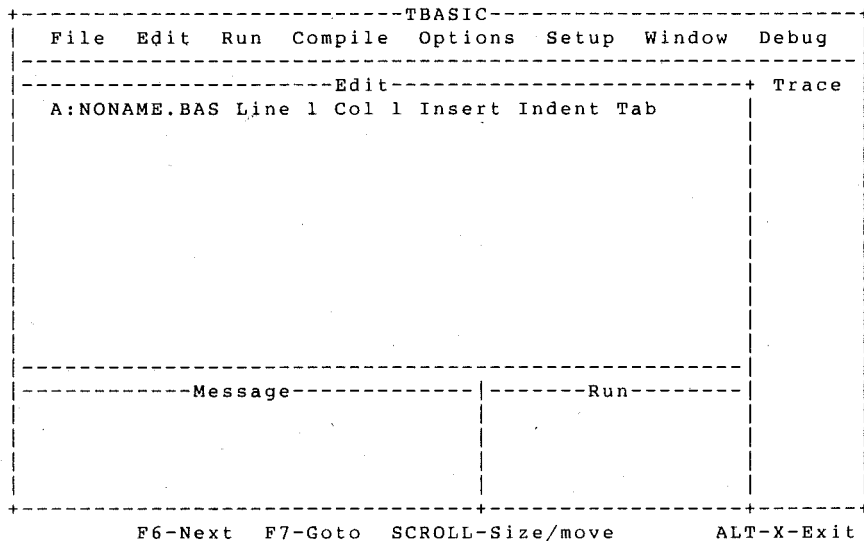 TBASIC
File Edit Run Compile Options Setup Window Debug
Edit Trace
A:NONAME.BAS Line 1 Col 1 Insert Indent Tab
Message Run
F6-Next F7-Goto SCROLL-Size/move ALT-X-Exit